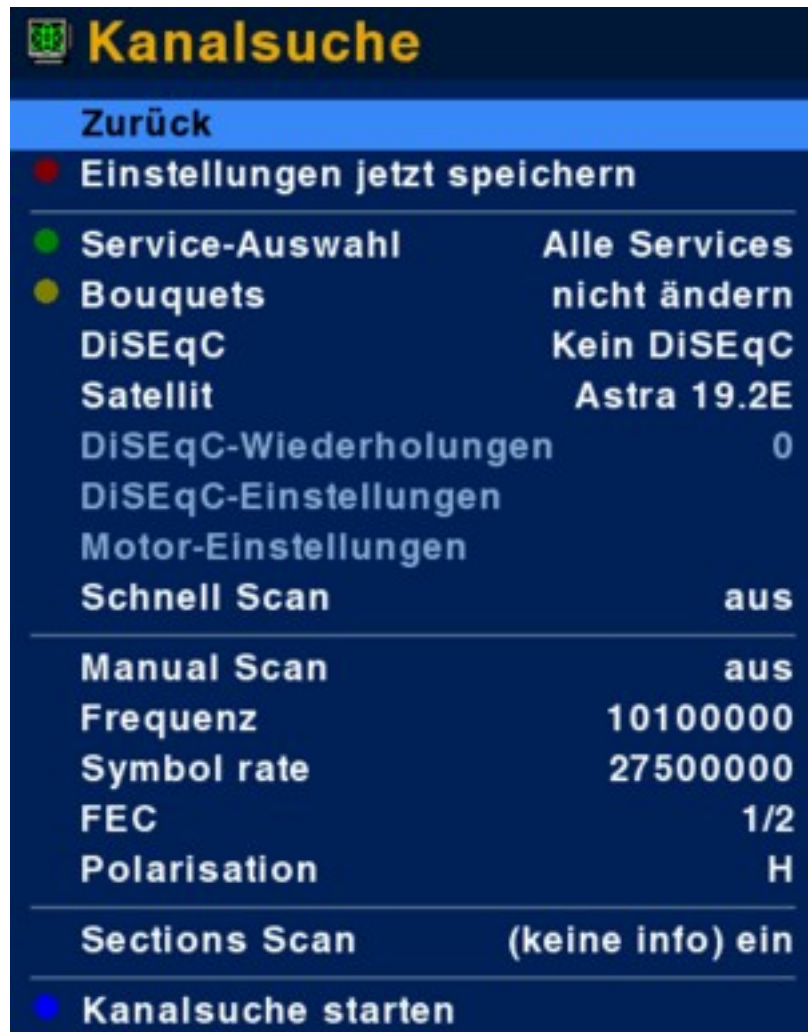 Kanalsuche
Zurück
Einstellungen jetzt speichern
Service-Auswahl Alle Services
Bouquets nicht ändern
DiSEqC Kein DiSEqC
Satellit Astra 19.2E
DiSEqC-Wiederholungen 0
DiSEqC-Einstellungen
Motor-Einstellungen
Schnell Scan aus
Manual Scan aus
Frequenz 10100000
Symbol rate 27500000
FEC 1/2
Polarisation H
Sections Scan (keine info) ein
Kanalsuche starten